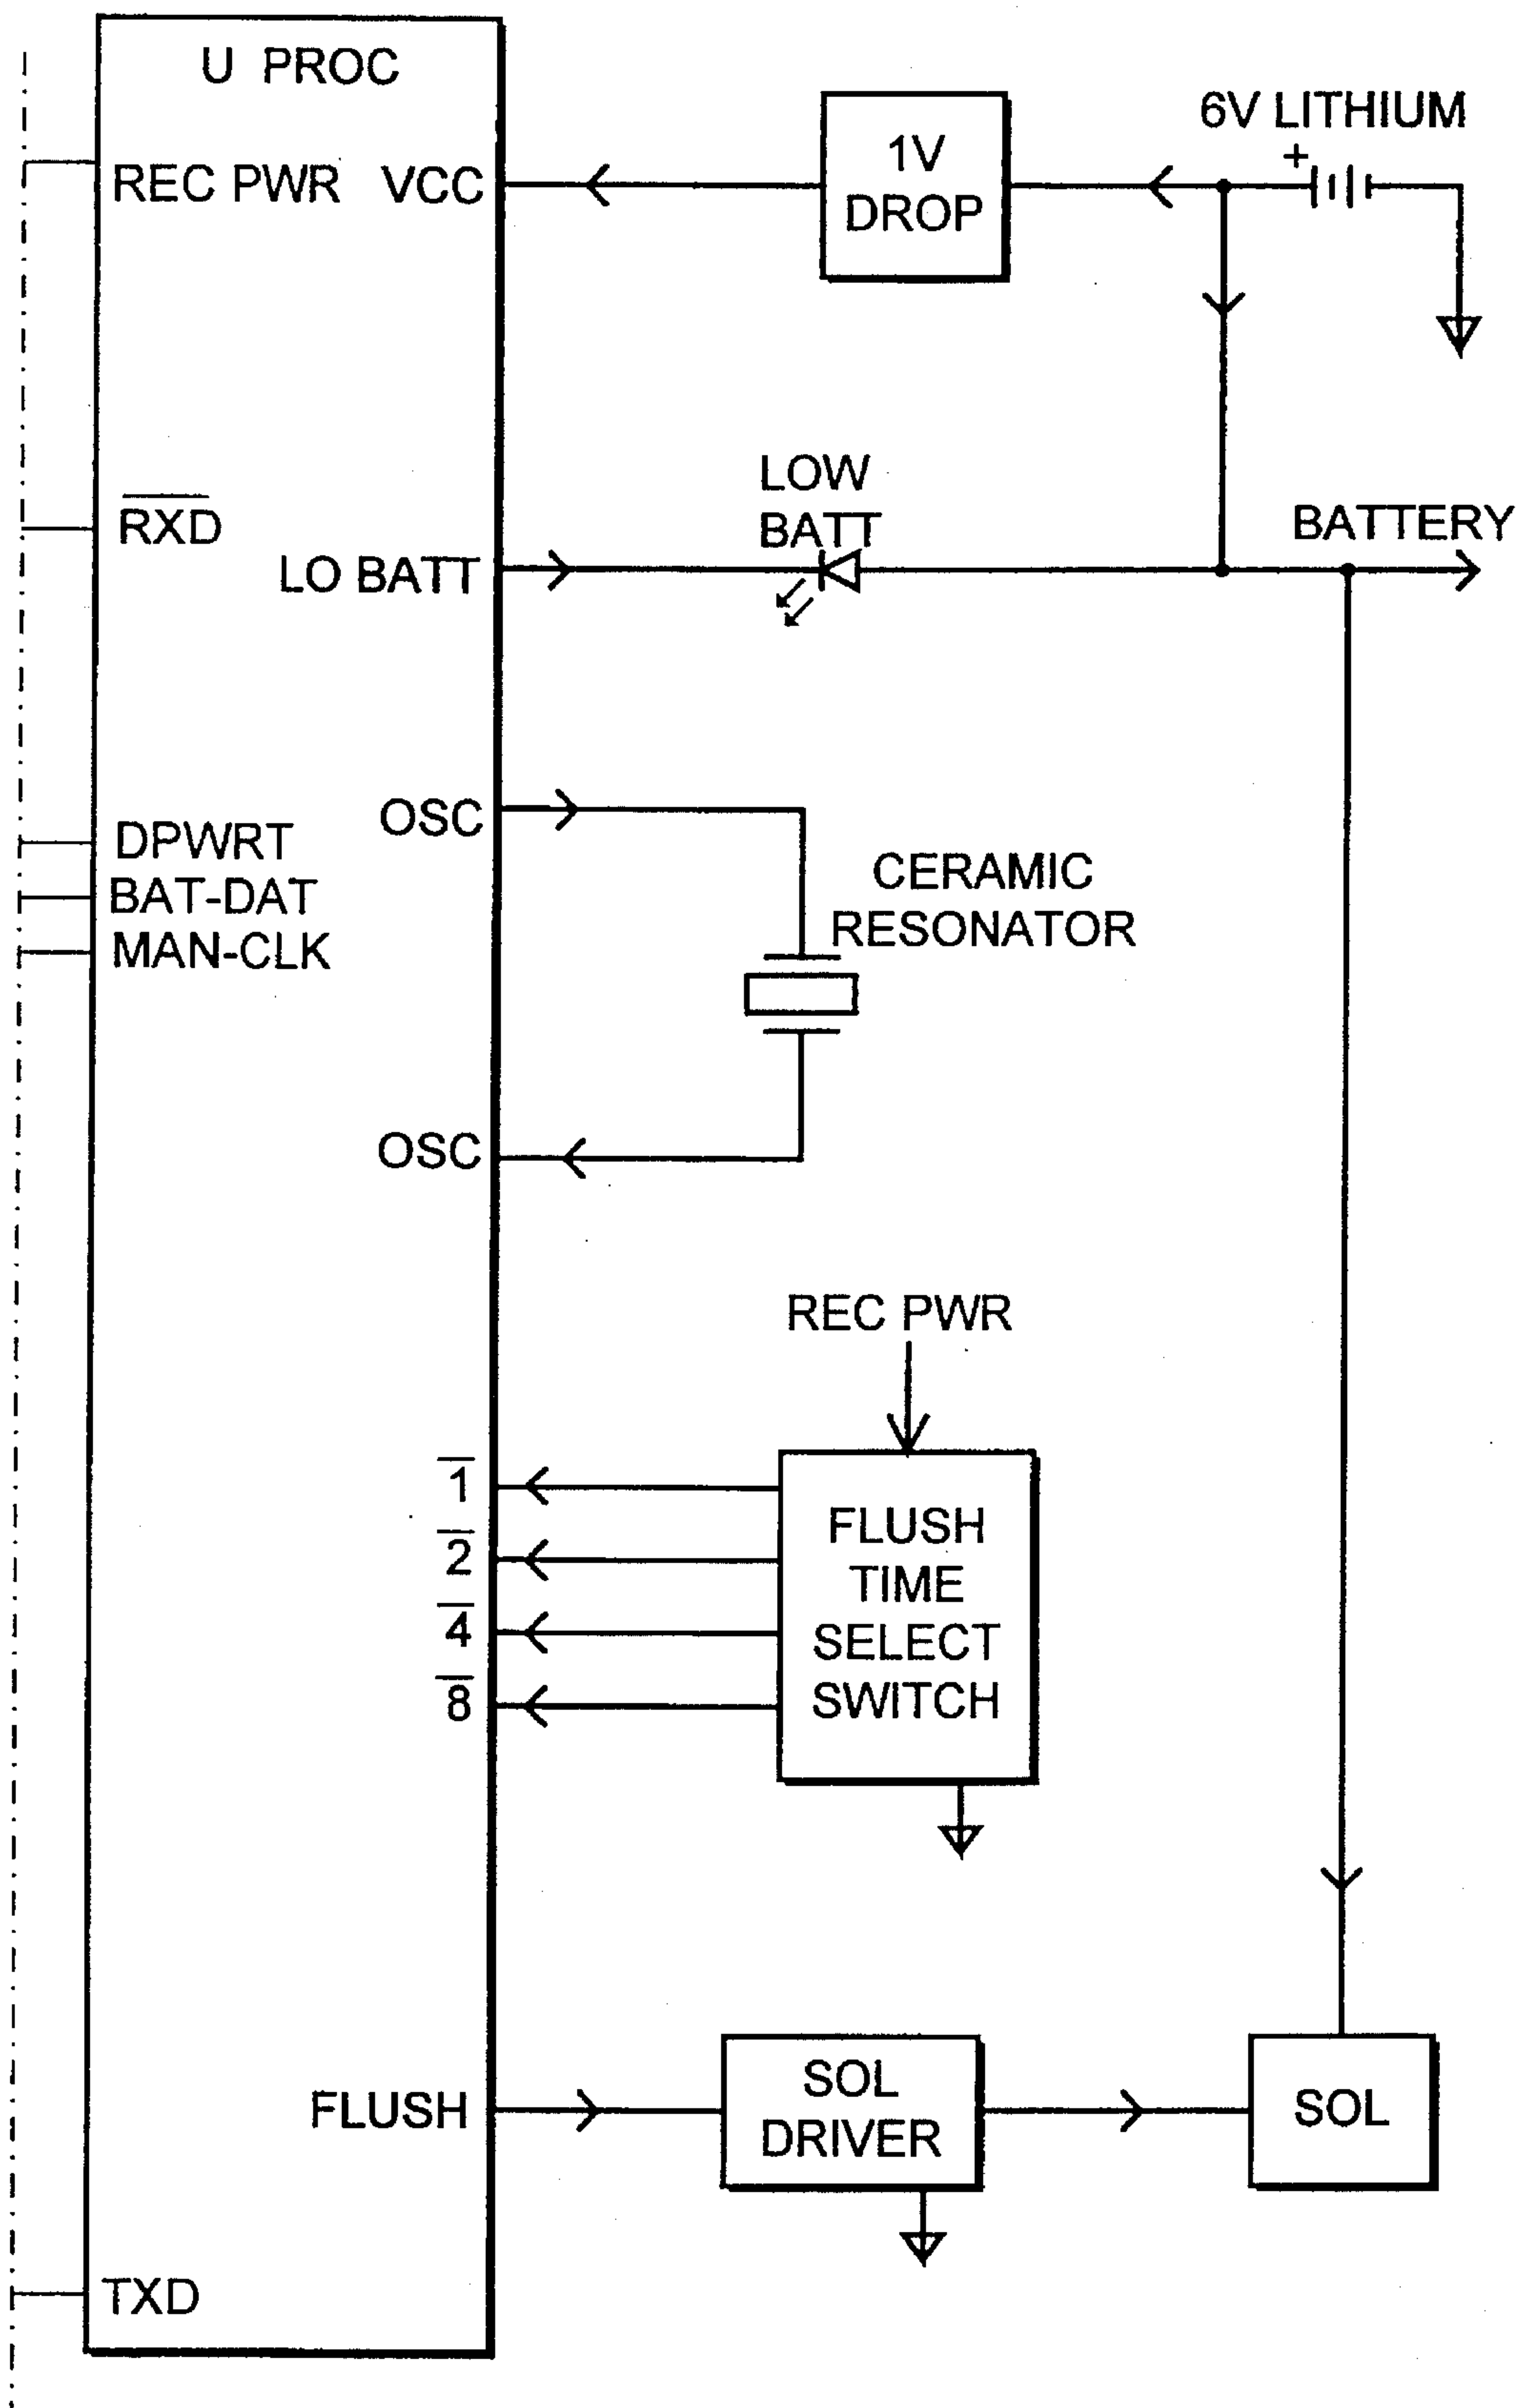 U PROC
1V
DROP
6V LITHIUM
+
REC PWR
VCC
LOW
BATT
BATTERY
R̅X̅D̅
LO BATT
OSC
DPWRT
BAT-DAT
MAN-CLK
CERAMIC
RESONATOR
OSC
REC PWR
1̅
2̅
4̅
8̅
FLUSH
TIME
SELECT
SWITCH
FLUSH
SOL
DRIVER
SOL
TXD